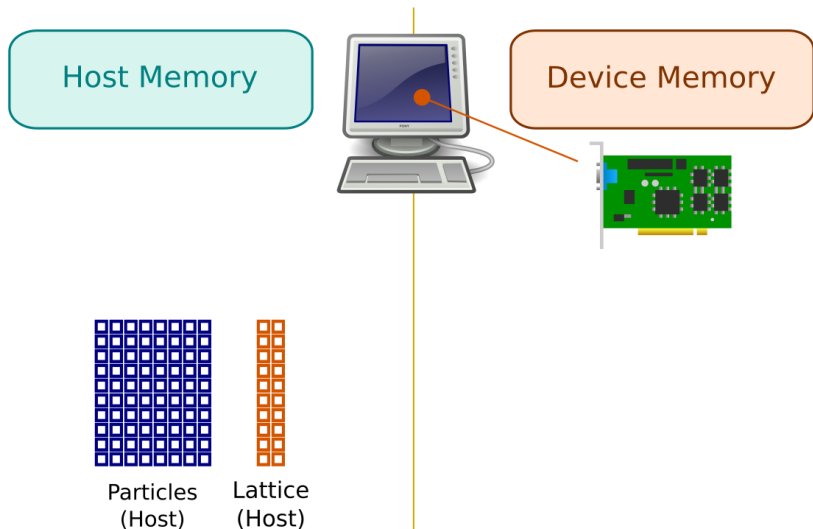 Host Memory
Device Memory
Particles
(Host)
Lattice
(Host)